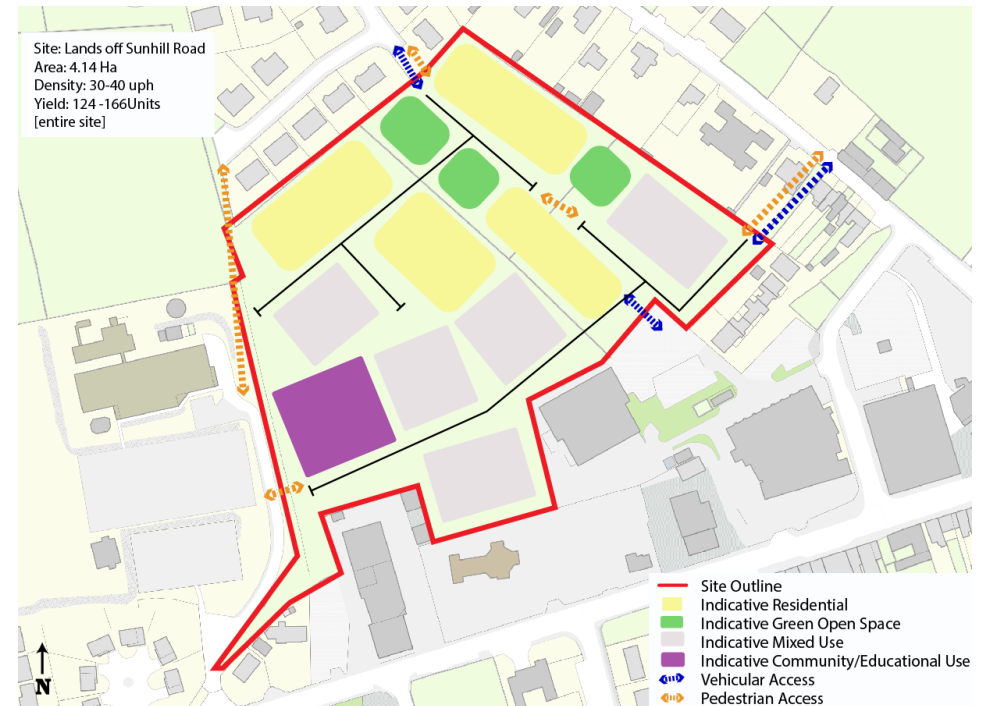 Site: Lands off Sunhill Road
Area: 4.14 Ha
Density: 30-40 uph
Yield: 124 -166Units
[entire site]
N
Site Outline
Indicative Residential
Indicative Green Open Space
Indicative Mixed Use
Indicative Community/Educational Use
Vehicular Access
Pedestrian Access